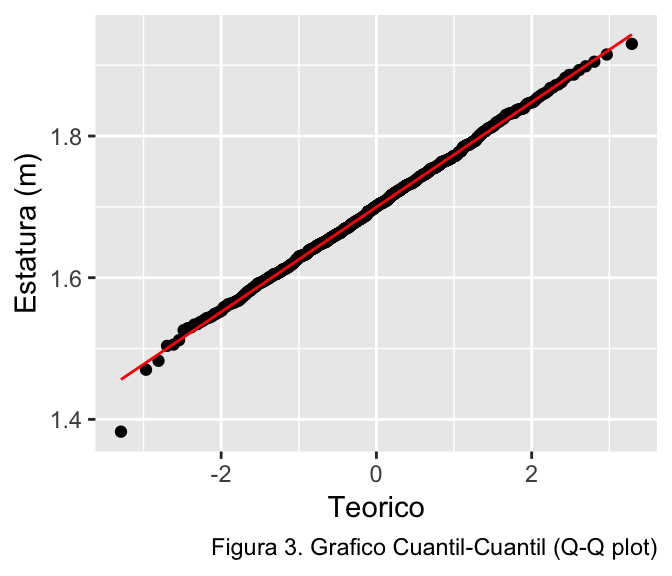 Estatura (m)
1.8
1.6
1.4
-2 0 2
Teorico
Figura 3. Grafico Cuantil-Cuantil (Q-Q plot)